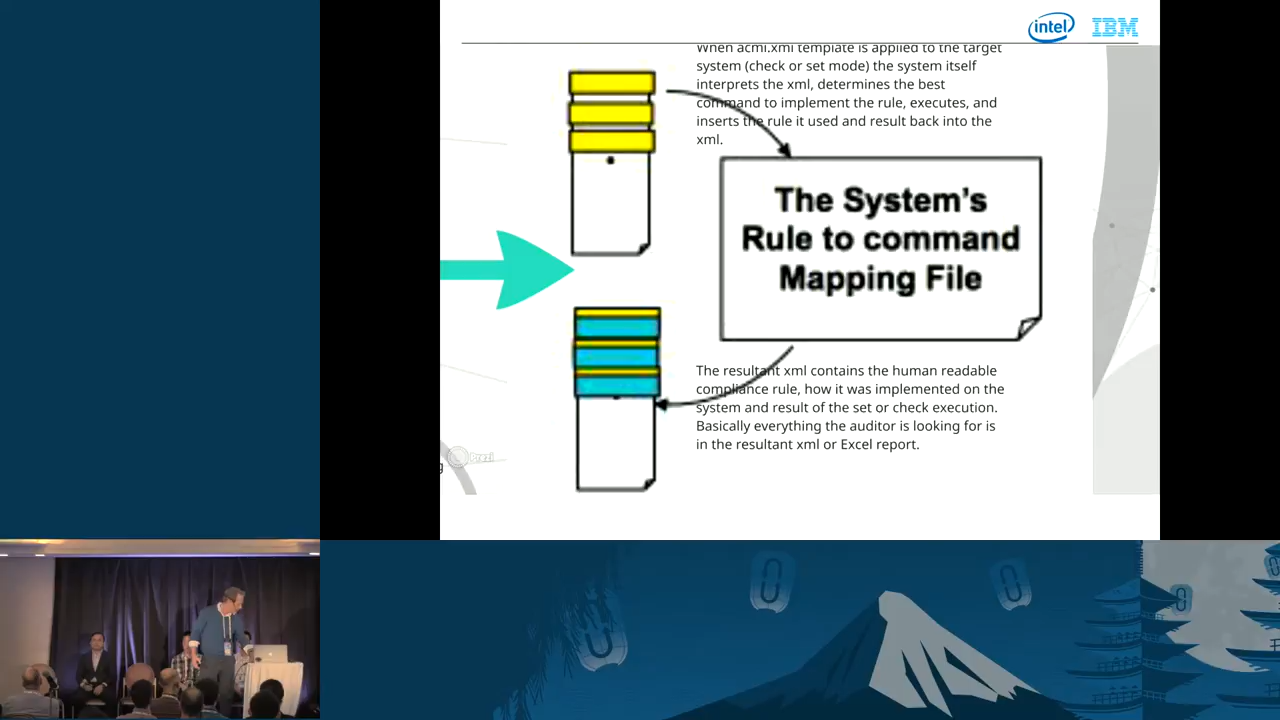 intel IBM
When acml.xml template is applied to the target
system (check or set mode) the system itself
interprets the xml, determines the best
command to implement the rule, executes, and
inserts the rule it used and result back into the
xml.
The System's
Rule to command
Mapping File
The resultant xml contains the human readable
compliance rule, how it was implemented on the
system and result of the set or check execution.
Basically everything the auditor is looking for is
in the resultant xml or Excel report.
g
Prezi